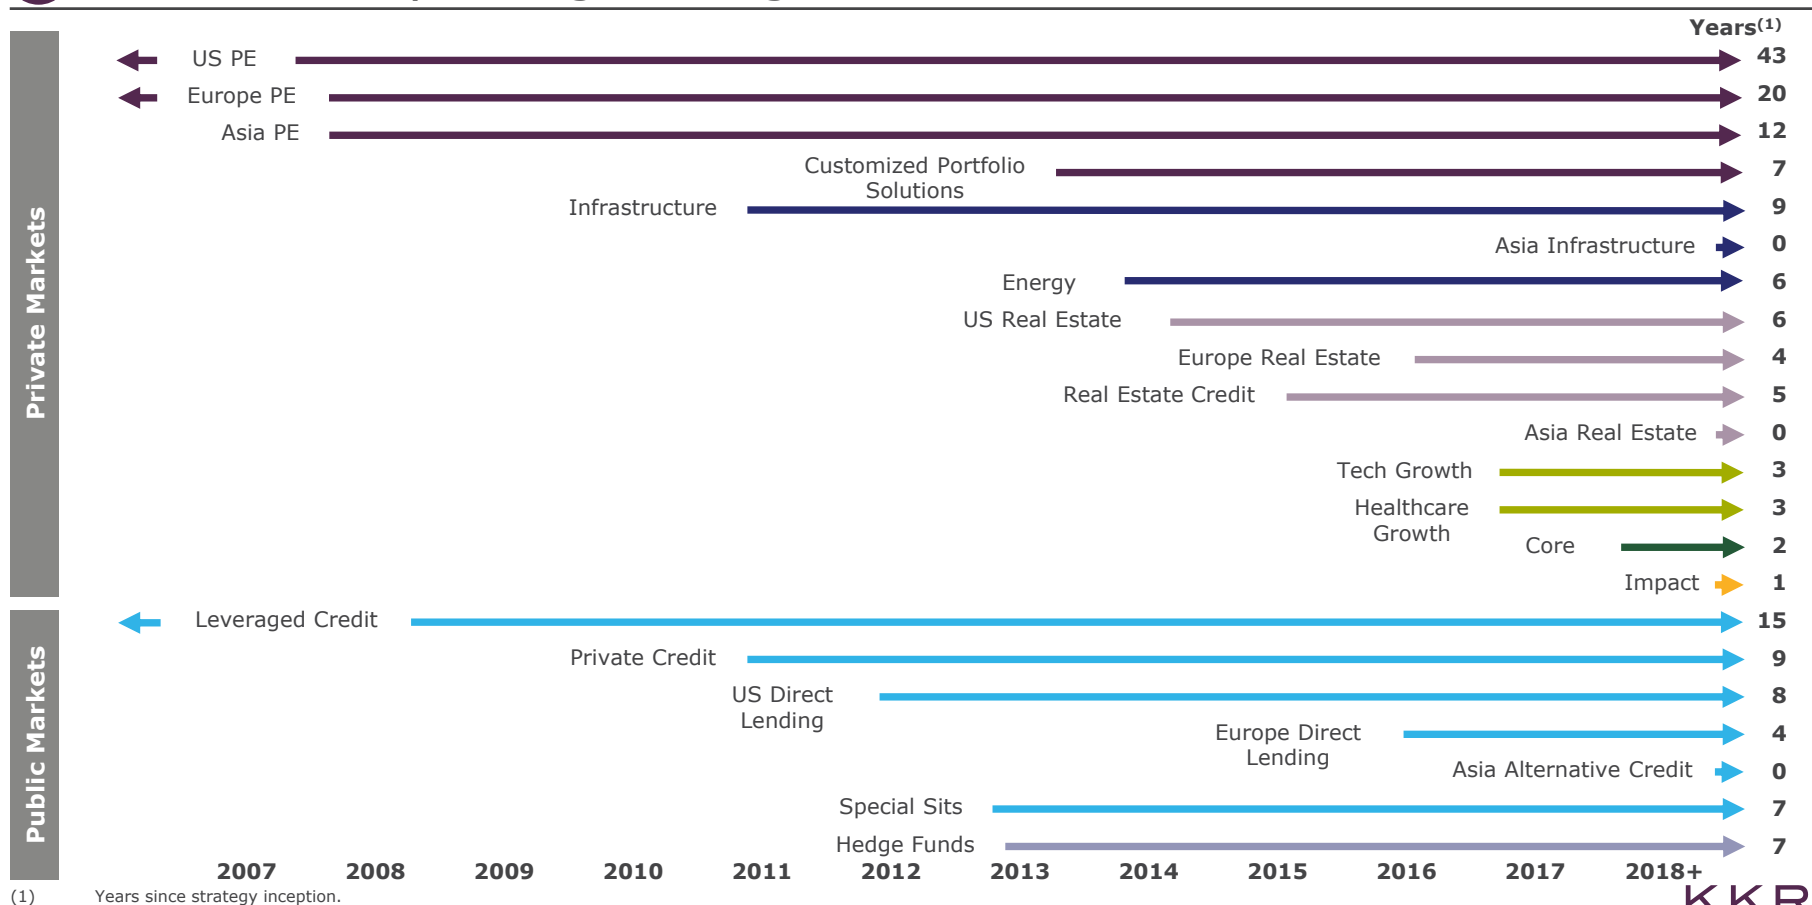 Years(1)
Private Markets
US PE 43
Europe PE 20
Asia PE 12
Customized Portfolio
Solutions 7
Infrastructure 9
Asia Infrastructure 0
Energy 6
US Real Estate 6
Europe Real Estate 4
Real Estate Credit 5
Asia Real Estate 0
Tech Growth 3
Healthcare
Growth 3
Core 2
Impact 1
Public Markets
Leveraged Credit 15
Private Credit 9
US Direct
Lending 8
Europe Direct
Lending 4
Asia Alternative Credit 0
Special Sits 7
Hedge Funds 7
2007 2008 2009 2010 2011 2012 2013 2014 2015 2016 2017 2018+
(1) Years since strategy inception.
KKR